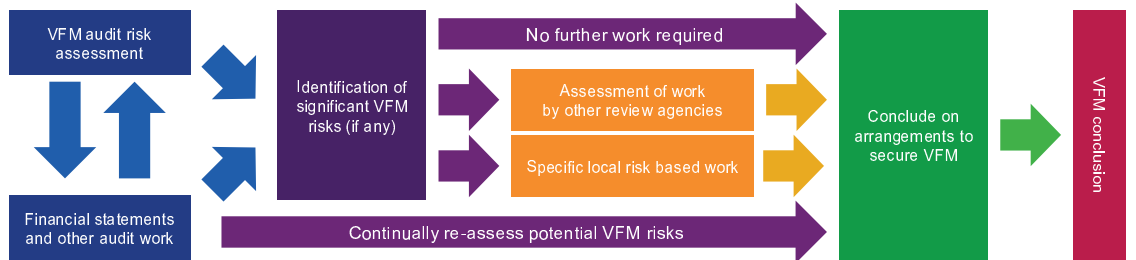 VFM audit risk
assessment
Financial statements
and other audit work
Identification of
significant VFM
risks (if any)
No further work required
Assessment of work
by other review agencies
Specific local risk based work
Continually re-assess potential VFM risks
Conclude on
arrangements to
secure VFM
VFM conclusion